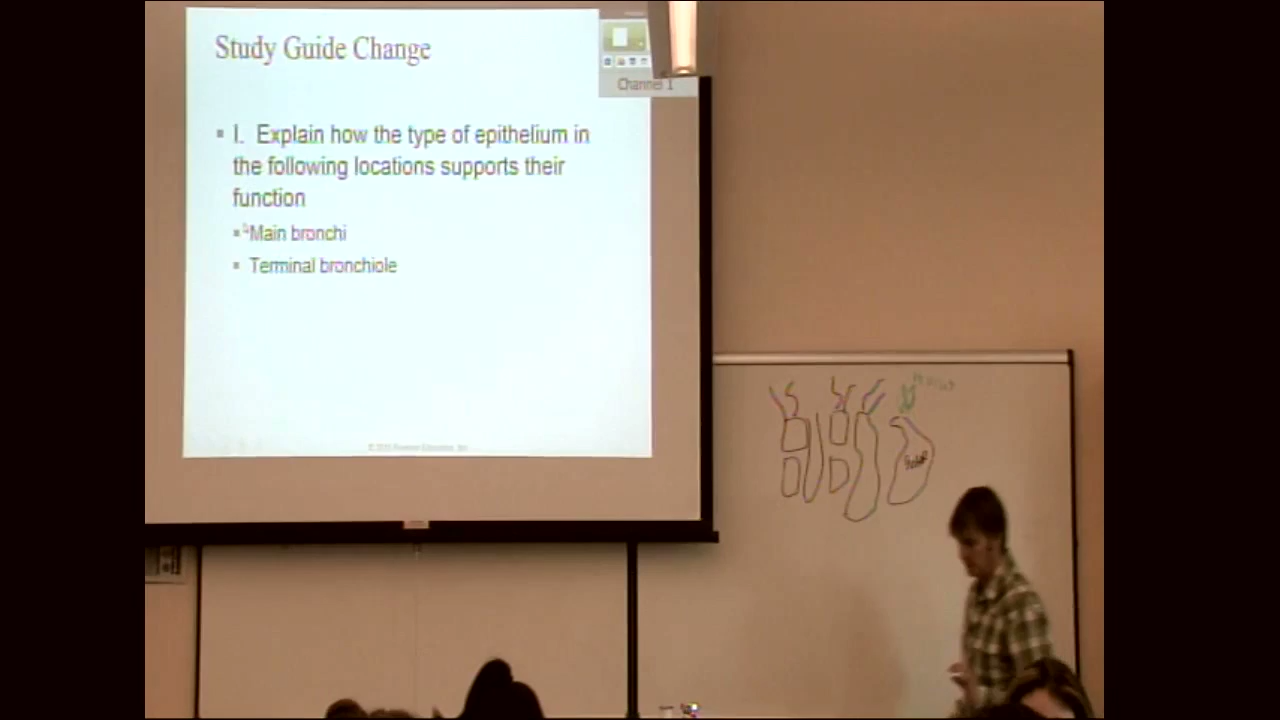 Study Guide Change
Channel 1
I. Explain how the type of epithelium in
the following locations supports their
function
Main bronchi
Terminal bronchiole